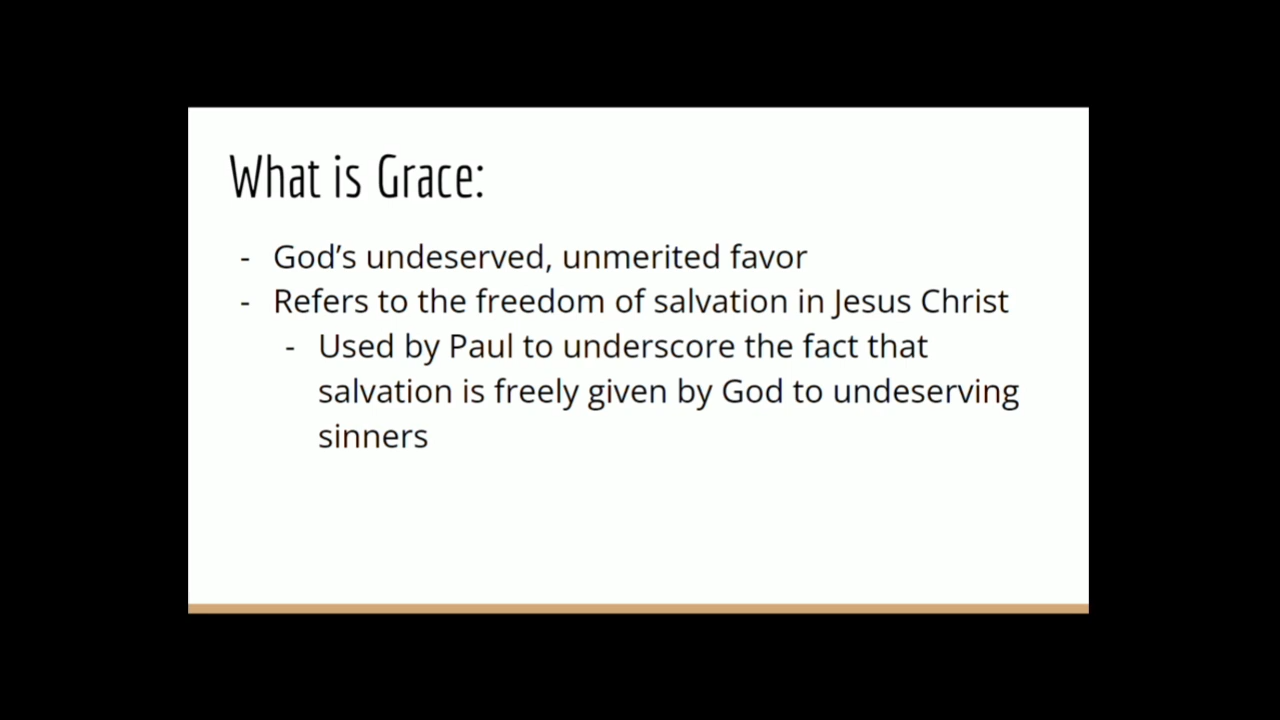 What is Grace:
- God’s undeserved, unmerited favor
- Refers to the freedom of salvation in Jesus Christ
- Used by Paul to underscore the fact that
salvation is freely given by God to undeserving
sinners